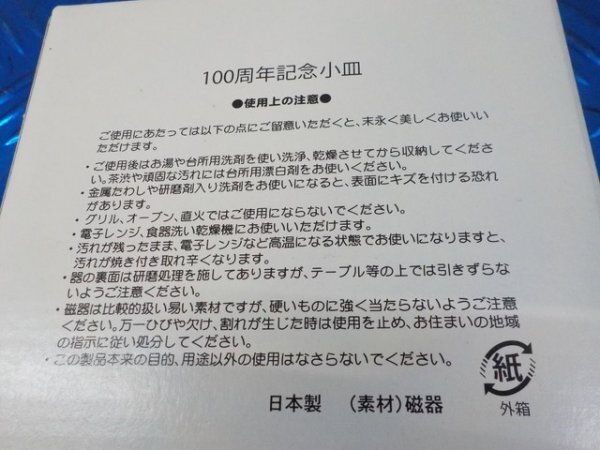 100周年記念小皿
●使用上の注意●
ご使用にあたっては以下の点にご留意いただくと、末永く美しくお使いい
ただけます。
・ご使用後はお湯や台所用洗剤を使い洗浄、乾燥させてから収納してくださ
い。茶渋や頑固な汚れには台所用漂白剤をお使いください。
・金属たわしや研磨剤入り洗剤をお使いになると、表面にキズを付ける恐れ
があります。
・グリル、オーブン、直火ではご使用にならないでください。
・電子レンジ、食器洗い乾燥機にお使いいただけます。
・汚れが残ったまま、電子レンジなど高温になる状態でお使いになりますと、
汚れが焼き付き取れ辛くなります。
・器の裏面は研磨処理を施してありますが、テーブル等の上では引きずらな
いようご注意ください。
・磁器は比較的扱い易い素材ですが、硬いものに強く当たらないようご注意
ください。万一ひびや欠け、割れが生じた時は使用を止め、お住まいの地域
の指示に従い処分してください。
・この製品本来の目的、用途以外の使用はなさらないでください。
日本製 （素材）磁器
紙
外箱